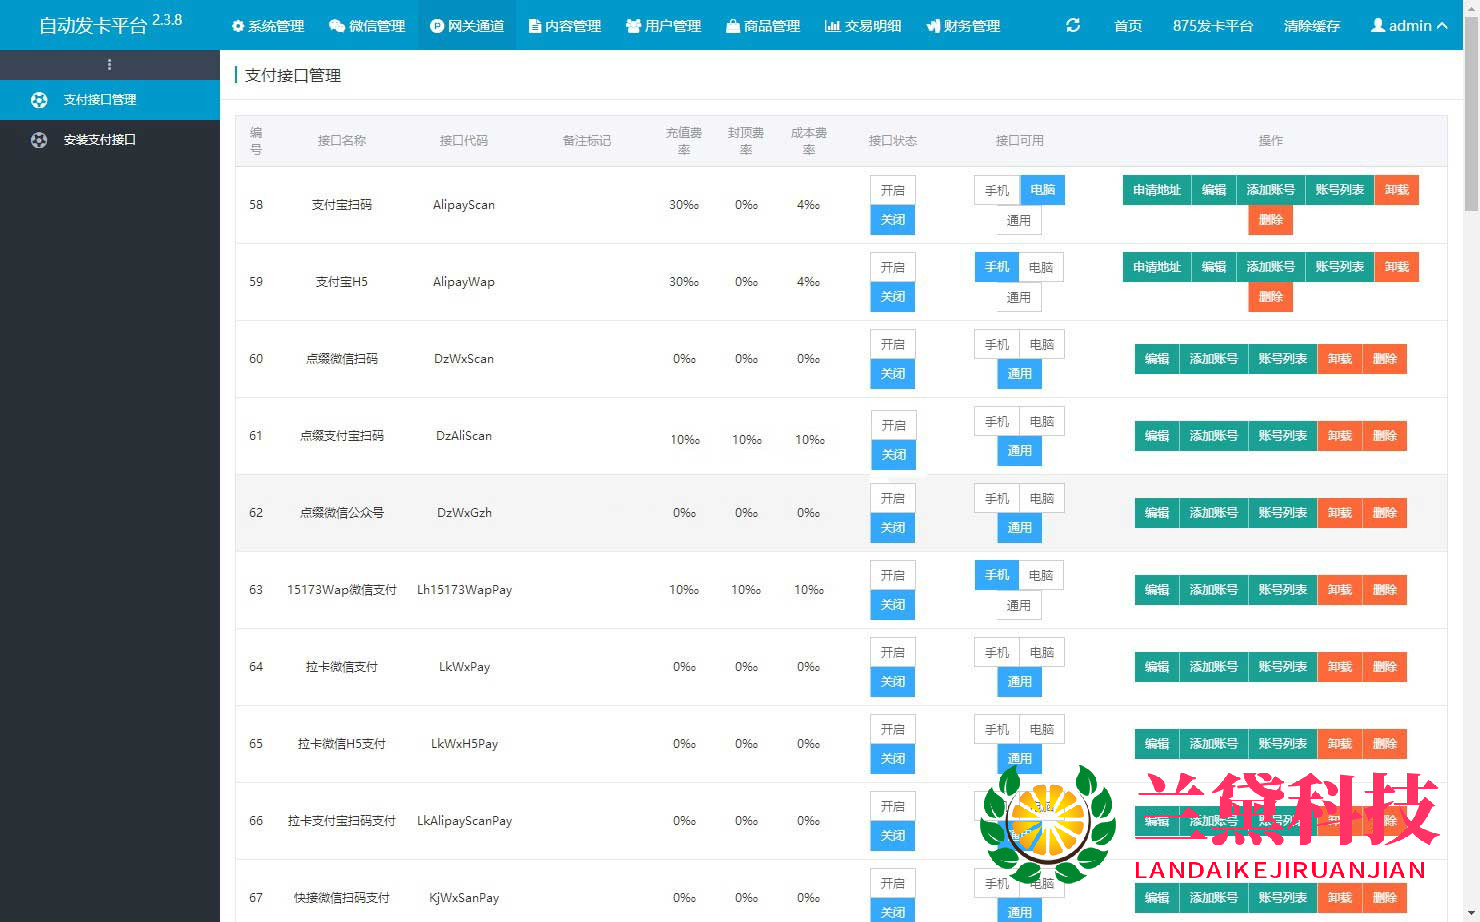 自动发卡平台 2.3.8 系统管理 微信管理 网关通道 内容管理 用户管理 商品管理 交易明细 财务管理 首页 875发卡平台 清除缓存 admin
支付接口管理
安装支付接口
支付接口管理
编号 接口名称 接口代码 备注标记 充值费率 封顶费率 成本费率 接口状态 接口可用 操作
58 支付宝扫码 AlipayScan 30‰ 0‰ 4‰ 开启 关闭 手机 电脑 通用 申请地址 编辑 添加账号 账号列表 卸载 删除
59 支付宝H5 AlipayWap 30‰ 0‰ 4‰ 开启 关闭 手机 电脑 通用 申请地址 编辑 添加账号 账号列表 卸载 删除
60 点缀微信扫码 DzWxScan 0‰ 0‰ 0‰ 开启 关闭 手机 电脑 通用 编辑 添加账号 账号列表 卸载 删除
61 点缀支付宝扫码 DzAliScan 10‰ 10‰ 10‰ 开启 关闭 手机 电脑 通用 编辑 添加账号 账号列表 卸载 删除
62 点缀微信公众号 DzWxGzh 0‰ 0‰ 0‰ 开启 关闭 手机 电脑 通用 编辑 添加账号 账号列表 卸载 删除
63 15173Wap微信支付 Lh15173WapPay 10‰ 10‰ 10‰ 开启 关闭 手机 电脑 通用 编辑 添加账号 账号列表 卸载 删除
64 拉卡微信支付 LkWxPay 0‰ 0‰ 0‰ 开启 关闭 手机 电脑 通用 编辑 添加账号 账号列表 卸载 删除
65 拉卡微信H5支付 LkWxH5Pay 0‰ 0‰ 0‰ 开启 关闭 手机 电脑 通用 编辑 添加账号 账号列表 卸载 删除
66 拉卡支付宝扫码支付 LkAlipayScanPay 0‰ 0‰ 0‰ 开启 关闭 编辑 添加账号
兰黛科技
LANDAIKEJIRUANJIAN
67 快接微信扫码支付 KjWxSanPay 0‰ 0‰ 0‰ 开启 关闭 手机 电脑 通用 编辑 添加账号 账号列表 卸载 删除